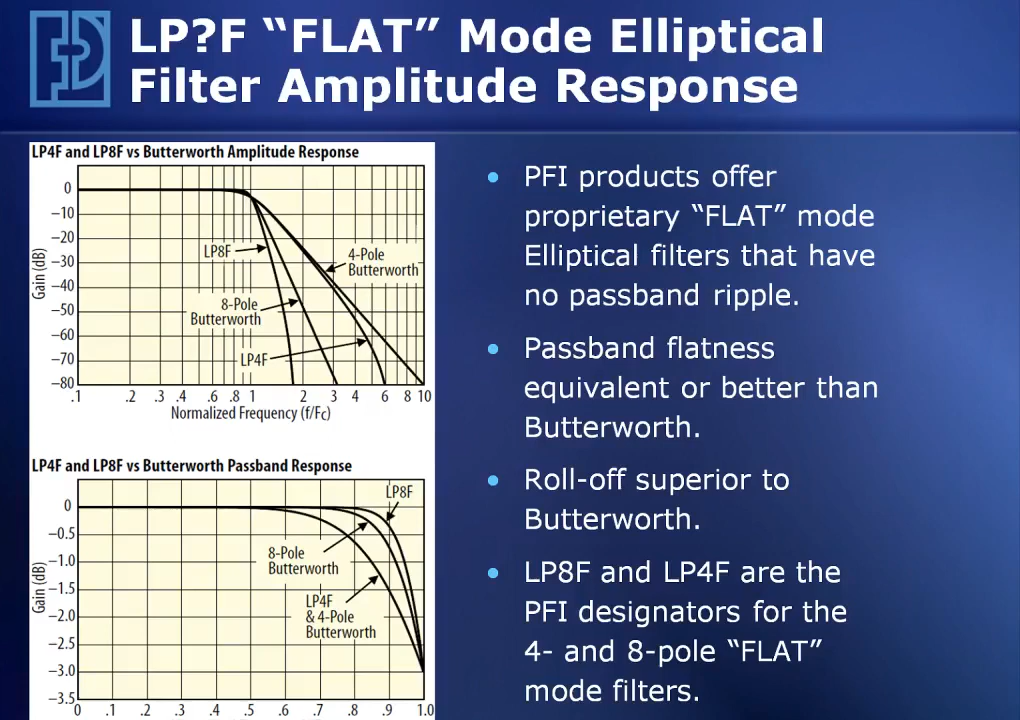 LP?F “FLAT” Mode Elliptical
Filter Amplitude Response
LP4F and LP8F vs Butterworth Amplitude Response
0
−10
−20
−30
−40
−50
−60
−70
−80
Gain (dB)
LP8F
4-Pole
Butterworth
8-Pole
Butterworth
LP4F
.1 .2 .3 .4 .6 .8 1 2 3 4 6 8 10
Normalized Frequency (f/Fc)
LP4F and LP8F vs Butterworth Passband Response
0
−0.5
−1.0
−1.5
−2.0
−2.5
−3.0
−3.5
Gain (dB)
LP8F
8-Pole
Butterworth
LP4F
& 4-Pole
Butterworth
0 .1 .2 .3 .4 .5 .6 .7 .8 .9 1.0
• PFI products offer
proprietary “FLAT” mode
Elliptical filters that have
no passband ripple.
• Passband flatness
equivalent or better than
Butterworth.
• Roll-off superior to
Butterworth.
• LP8F and LP4F are the
PFI designators for the
4- and 8-pole “FLAT”
mode filters.